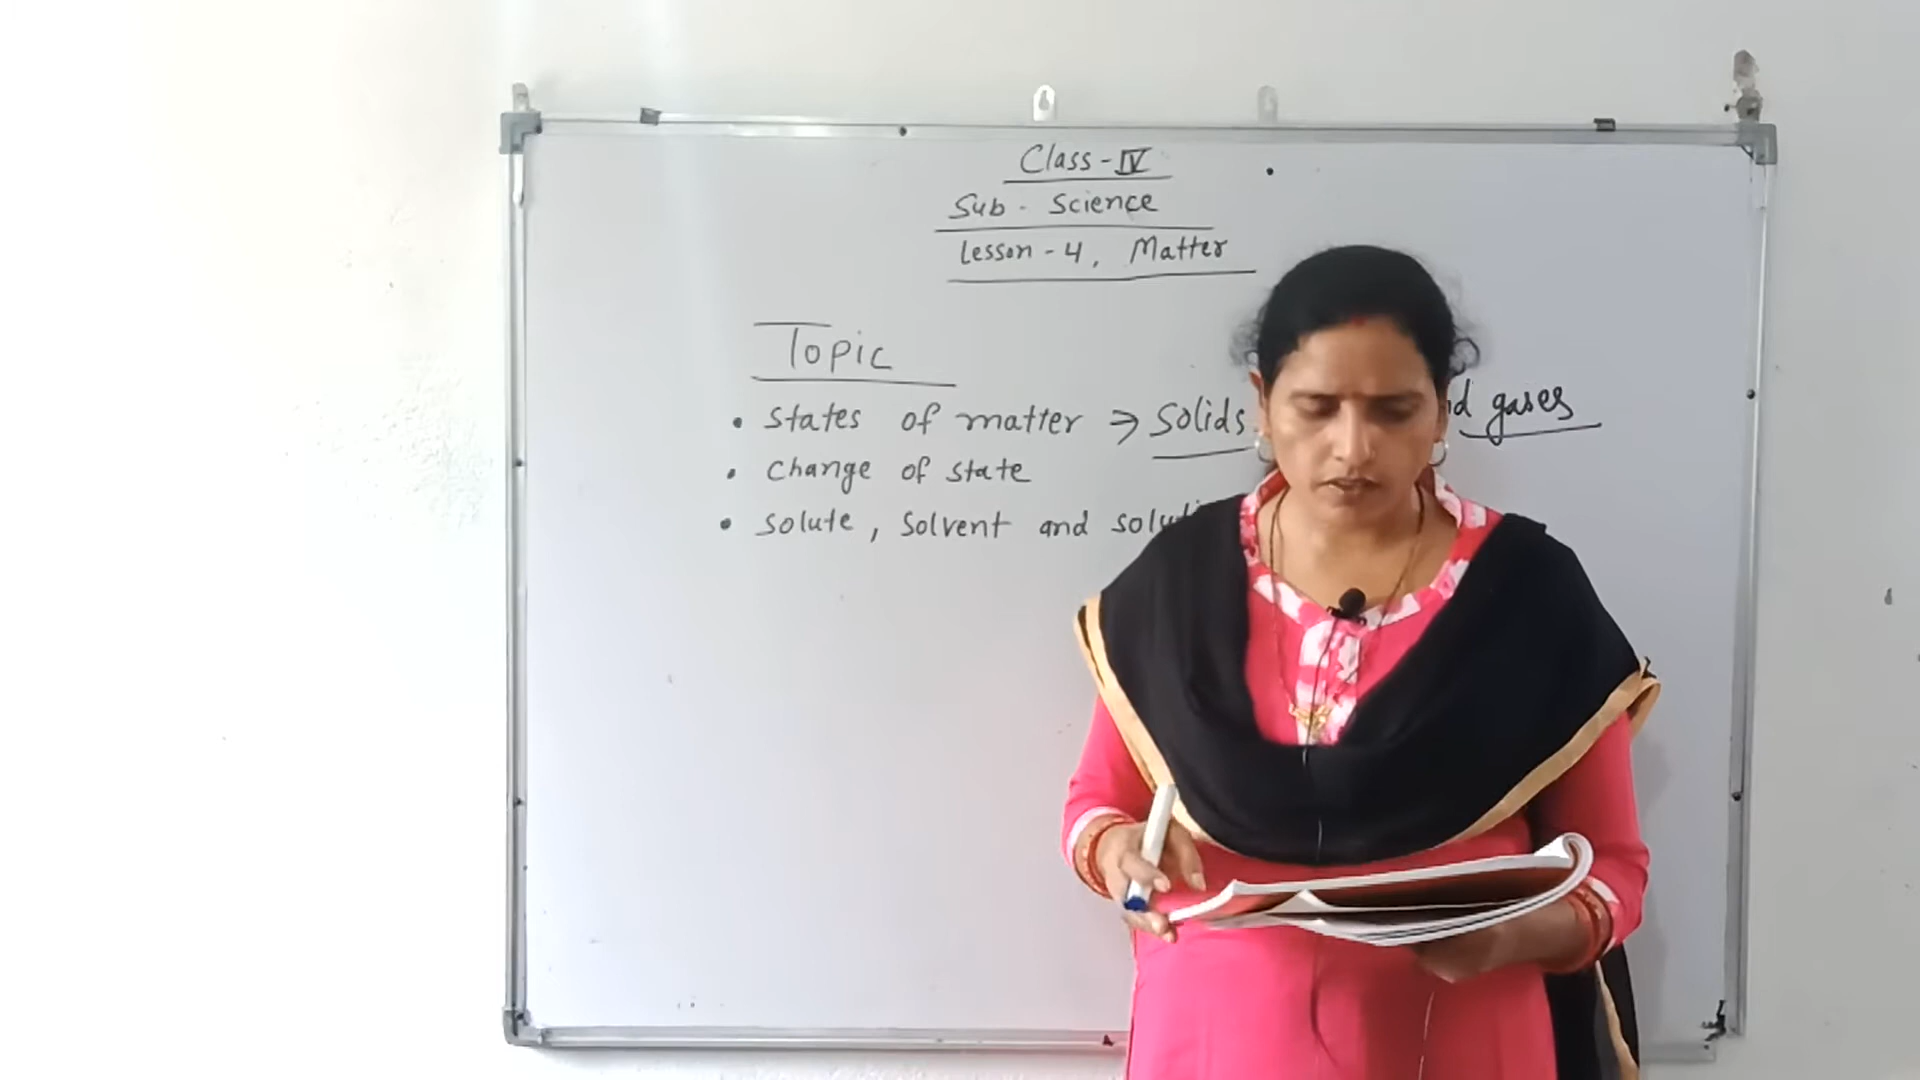 Class - IV
Sub - Science
Lesson - 4, Matter
Topic
• States of matter → Solids gases
• Change of state
• Solute, Solvent and